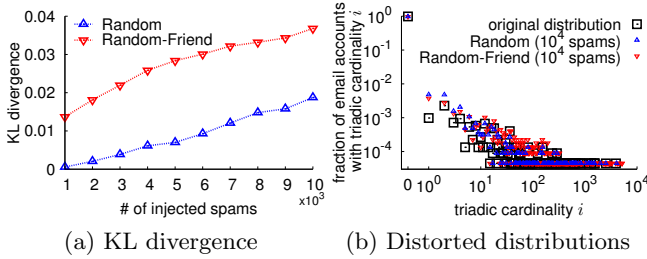 0.04
0.03
0.02
0.01
0
KL divergence
Random
Random-Friend
1 2 3 4 5 6 7 8 9 10
×10³
# of injected spams
(a) KL divergence
fraction of email accounts
with triadic cardinality i
10⁰
10⁻¹
10⁻²
10⁻³
10⁻⁴
original distribution
Random (10⁴ spams)
Random-Friend (10⁴ spams)
10⁰ 10¹ 10² 10³ 10⁴
triadic cardinality i
(b) Distorted distributions